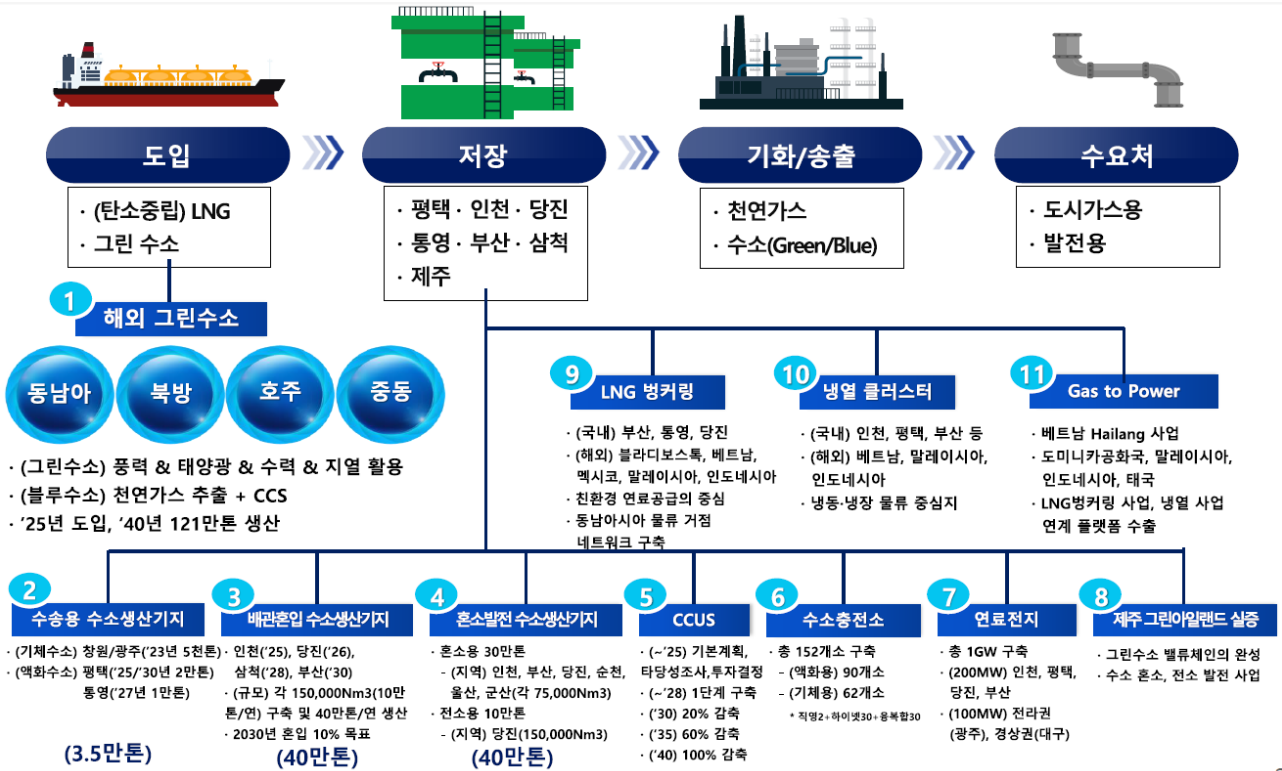 도입
저장
기화/송출
수요처
· (탄소중립) LNG
· 그린 수소
· 평택 · 인천 · 당진
· 통영 · 부산 · 삼척
· 제주
· 천연가스
· 수소(Green/Blue)
· 도시가스용
· 발전용
1
해외 그린수소
동남아
북방
호주
중동
· (그린수소) 풍력 & 태양광 & 수력 & 지열 활용
· (블루수소) 천연가스 추출 + CCS
· ’25년 도입, ’40년 121만톤 생산
9
LNG 벙커링
· (국내) 부산, 통영, 당진
· (해외) 블라디보스톡, 베트남,
멕시코, 말레이시아, 인도네시아
· 친환경 연료공급의 중심
· 동남아시아 물류 거점
네트워크 구축
10
냉열 클러스터
· (국내) 인천, 평택, 부산 등
· (해외) 베트남, 말레이시아,
인도네시아
· 냉동·냉장 물류 중심지
11
Gas to Power
· 베트남 Hailang 사업
· 도미니카공화국, 말레이시아,
인도네시아, 태국
· LNG벙커링 사업, 냉열 사업
연계 플랫폼 수출
2
수송용 수소생산기지
· (기체수소) 창원/광주(’23년 5천톤)
· (액화수소) 평택(’25/’30년 2만톤)
통영(’27년 1만톤)
(3.5만톤)
3
배관혼입 수소생산기지
· 인천(’25), 당진(’26),
삼척(’28), 부산(’30)
· (규모) 각 150,000Nm3(10만
톤/연) 구축 및 40만톤/연 생산
· 2030년 혼입 10% 목표
(40만톤)
4
혼소발전 수소생산기지
· 혼소용 30만톤
– (지역) 인천, 부산, 당진, 순천,
울산, 군산(각 75,000Nm3)
· 전소용 10만톤
– (지역) 당진(150,000Nm3)
(40만톤)
5
CCUS
· (~’25) 기본계획,
타당성조사,투자결정
· (~’28) 1단계 구축
· (’30) 20% 감축
· (’35) 60% 감축
· (’40) 100% 감축
6
수소충전소
· 총 152개소 구축
– (액화용) 90개소
– (기체용) 62개소
* 직영2+하이넷30+융복합30
7
연료전지
· 총 1GW 구축
· (200MW) 인천, 평택,
당진, 부산
· (100MW) 전라권
(광주), 경상권(대구)
8
제주 그린아일랜드 실증
· 그린수소 밸류체인의 완성
· 수소 혼소, 전소 발전 사업